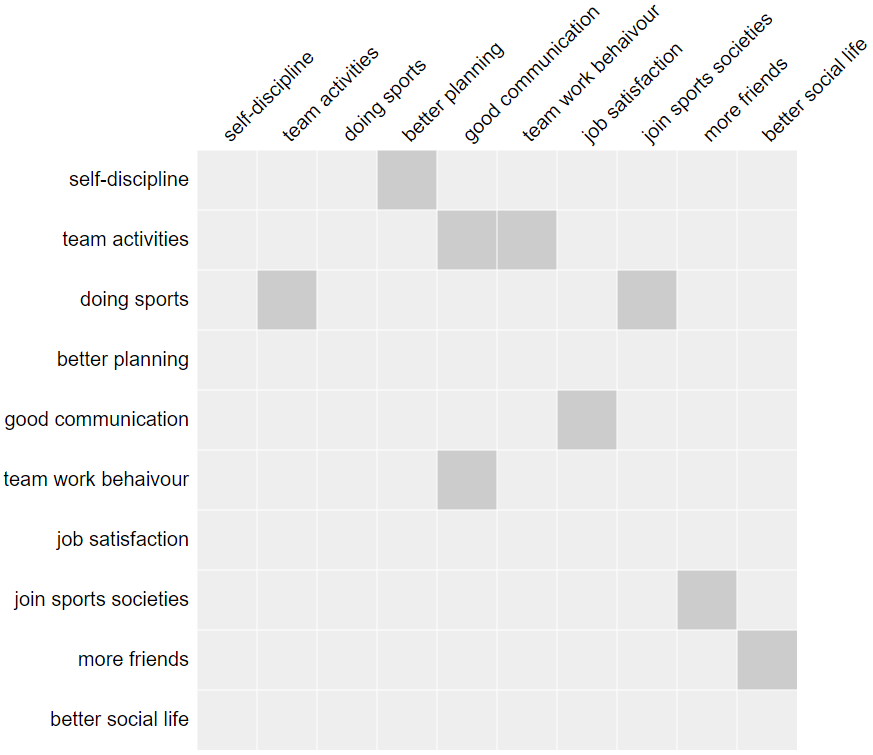 self-discipline
team activities
doing sports
better planning
good communication
team work behaivour
job satisfaction
join sports societies
more friends
better social life
self-discipline
team activities
doing sports
better planning
good communication
team work behaivour
job satisfaction
join sports societies
more friends
better social life